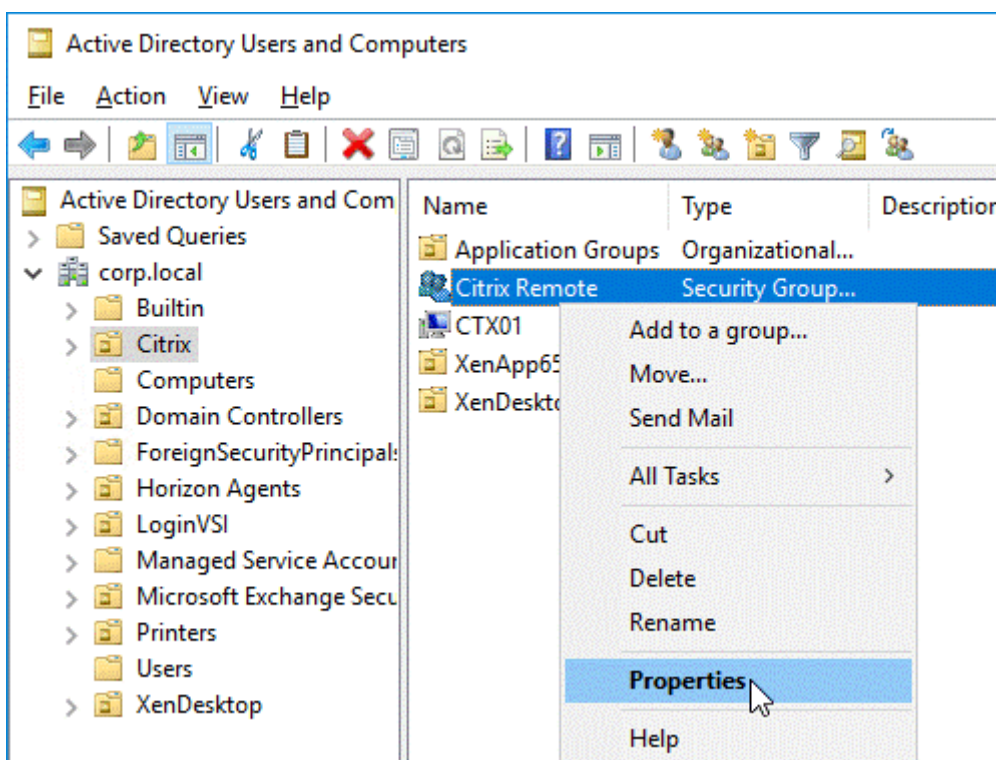 Active Directory Users and Computers
File Action View Help
Active Directory Users and Com
Saved Queries
corp.local
Builtin
Citrix
Computers
Domain Controllers
ForeignSecurityPrincipal:
Horizon Agents
LoginVSI
Managed Service Accour
Microsoft Exchange Secu
Printers
Users
XenDesktop
Name Type Description
Application Groups Organizational...
Citrix Remote Security Group...
CTX01
XenApp65
XenDeskto
Add to a group...
Move...
Send Mail
All Tasks
Cut
Delete
Rename
Properties
Help